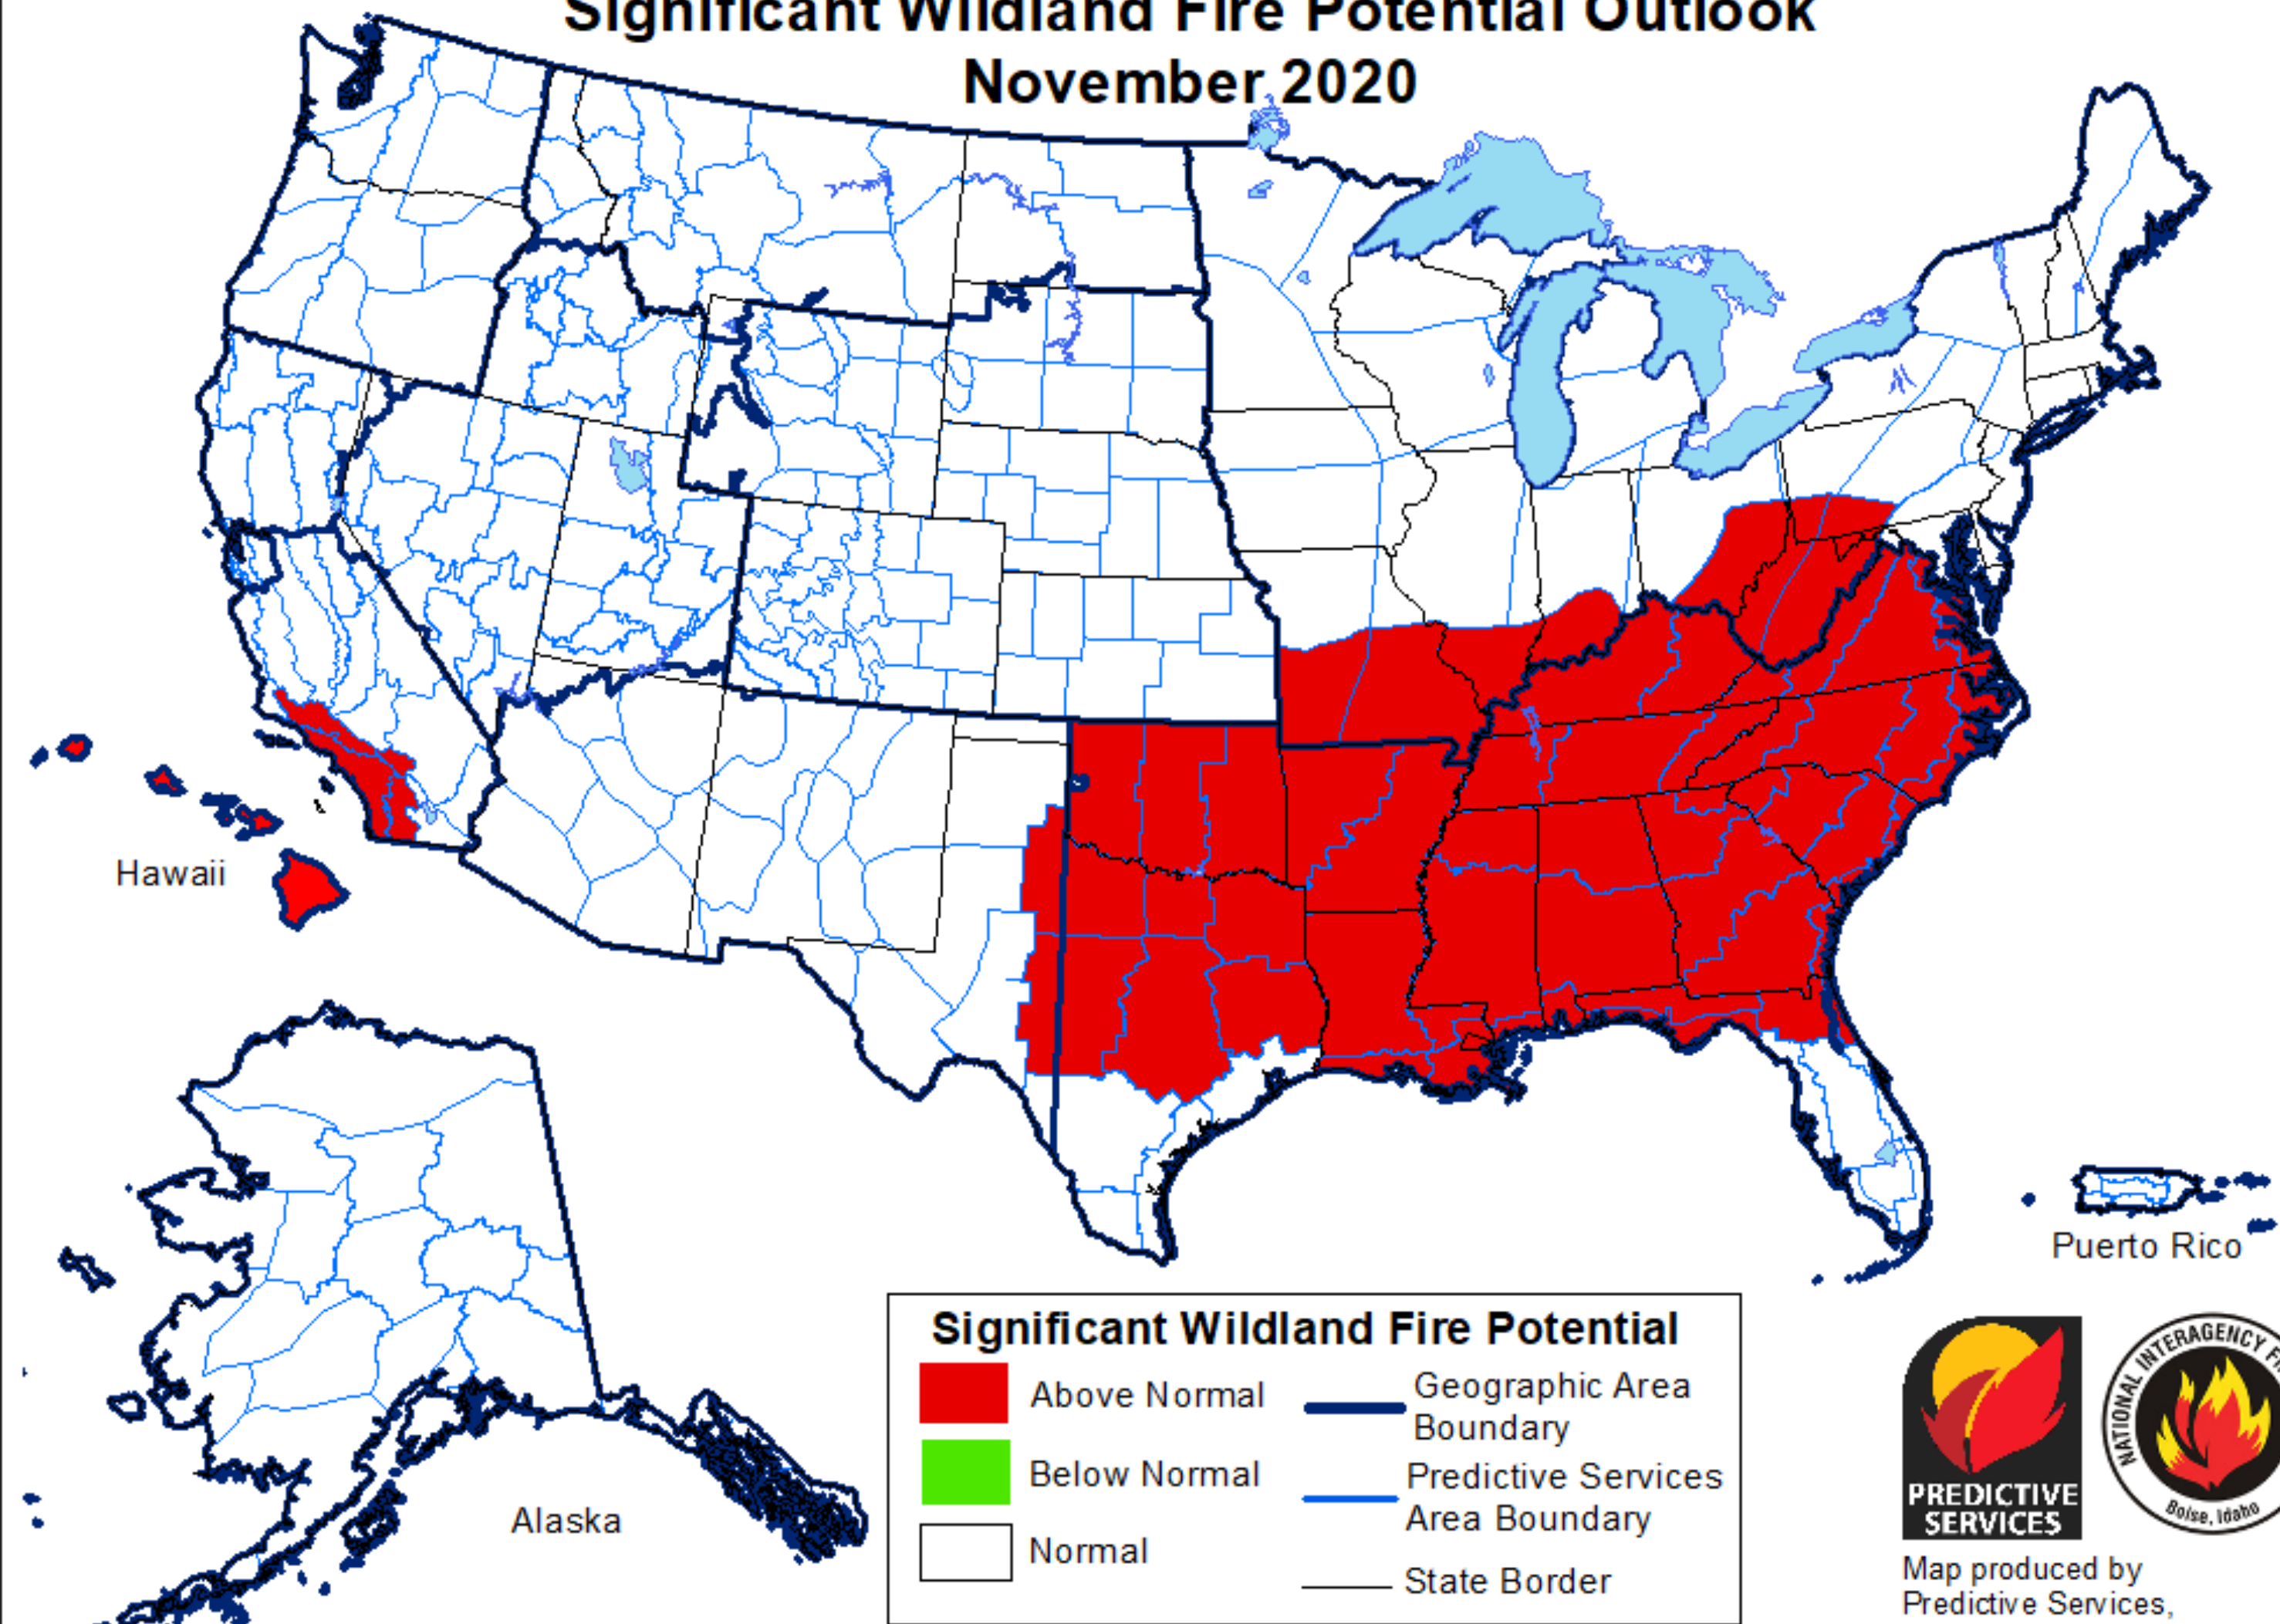 Significant Wildland Fire Potential Outlook
November 2020
Hawaii
Alaska
Puerto Rico
Significant Wildland Fire Potential
Above Normal
Below Normal
Normal
Geographic Area
Boundary
Predictive Services
Area Boundary
State Border
PREDICTIVE
SERVICES
NATIONAL INTERAGENCY
Boise, Idaho
Map produced by
Predictive Services,